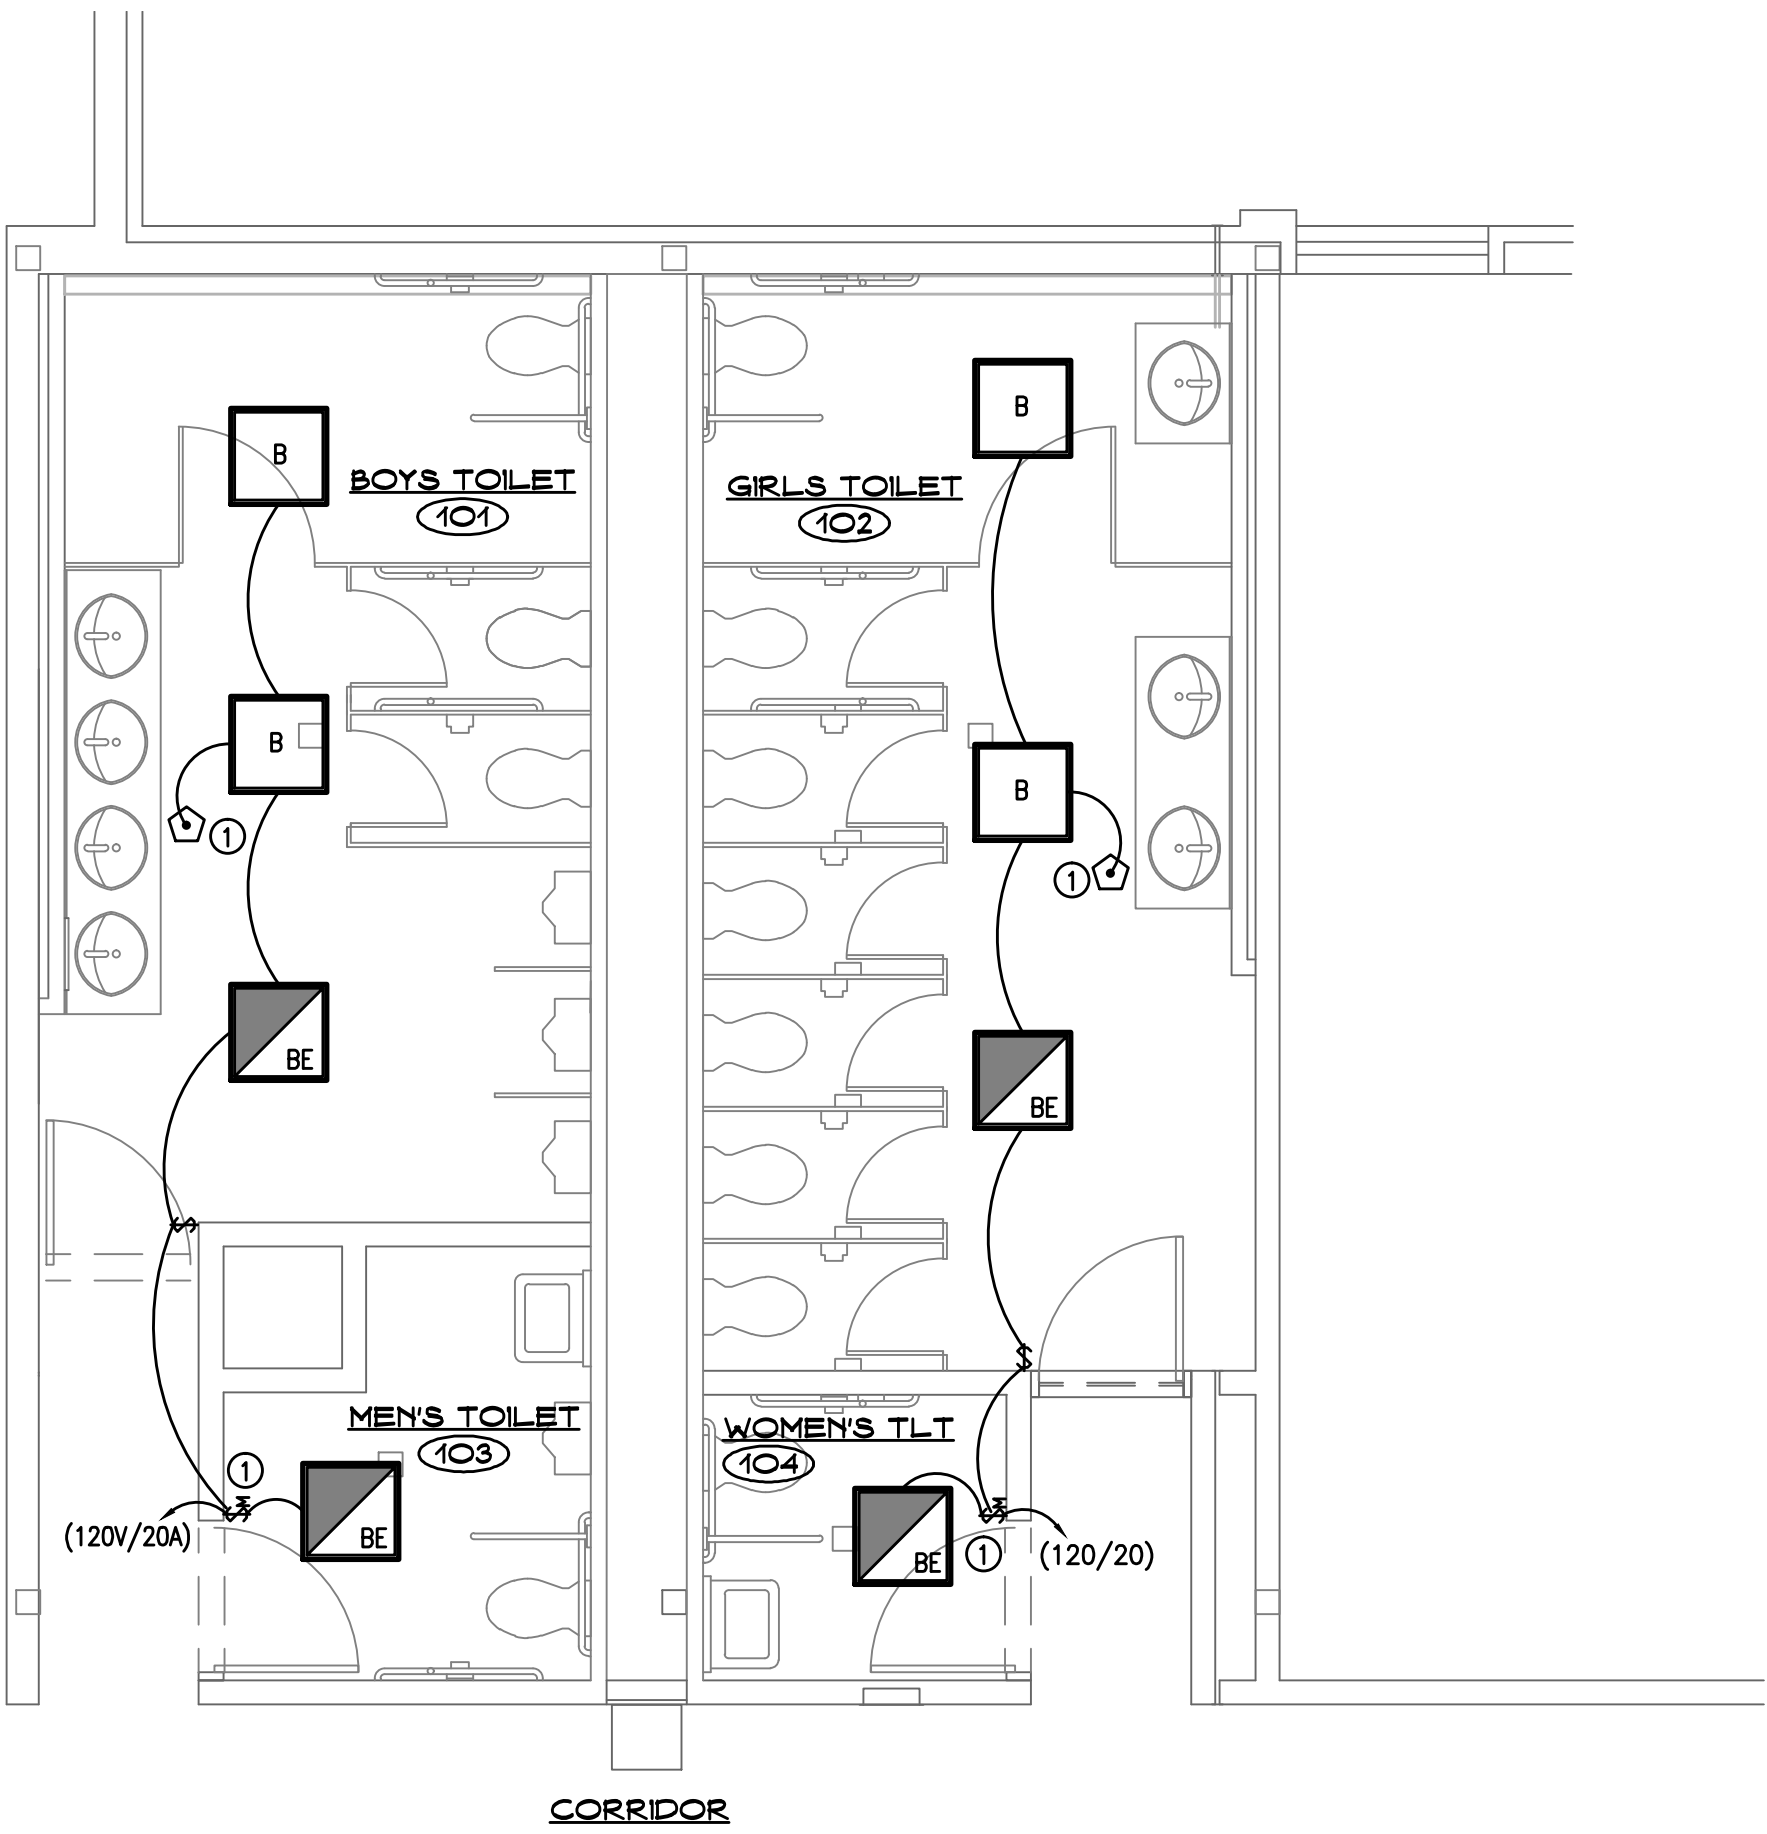 B
B
BOYS TOILET
101
GIRLS TOILET
102
B
B
1
1
BE
BE
MEN'S TOILET
103
WOMEN'S TLT
104
1
M
M
(120V/20A)
BE
BE
1
(120/20)
CORRIDOR